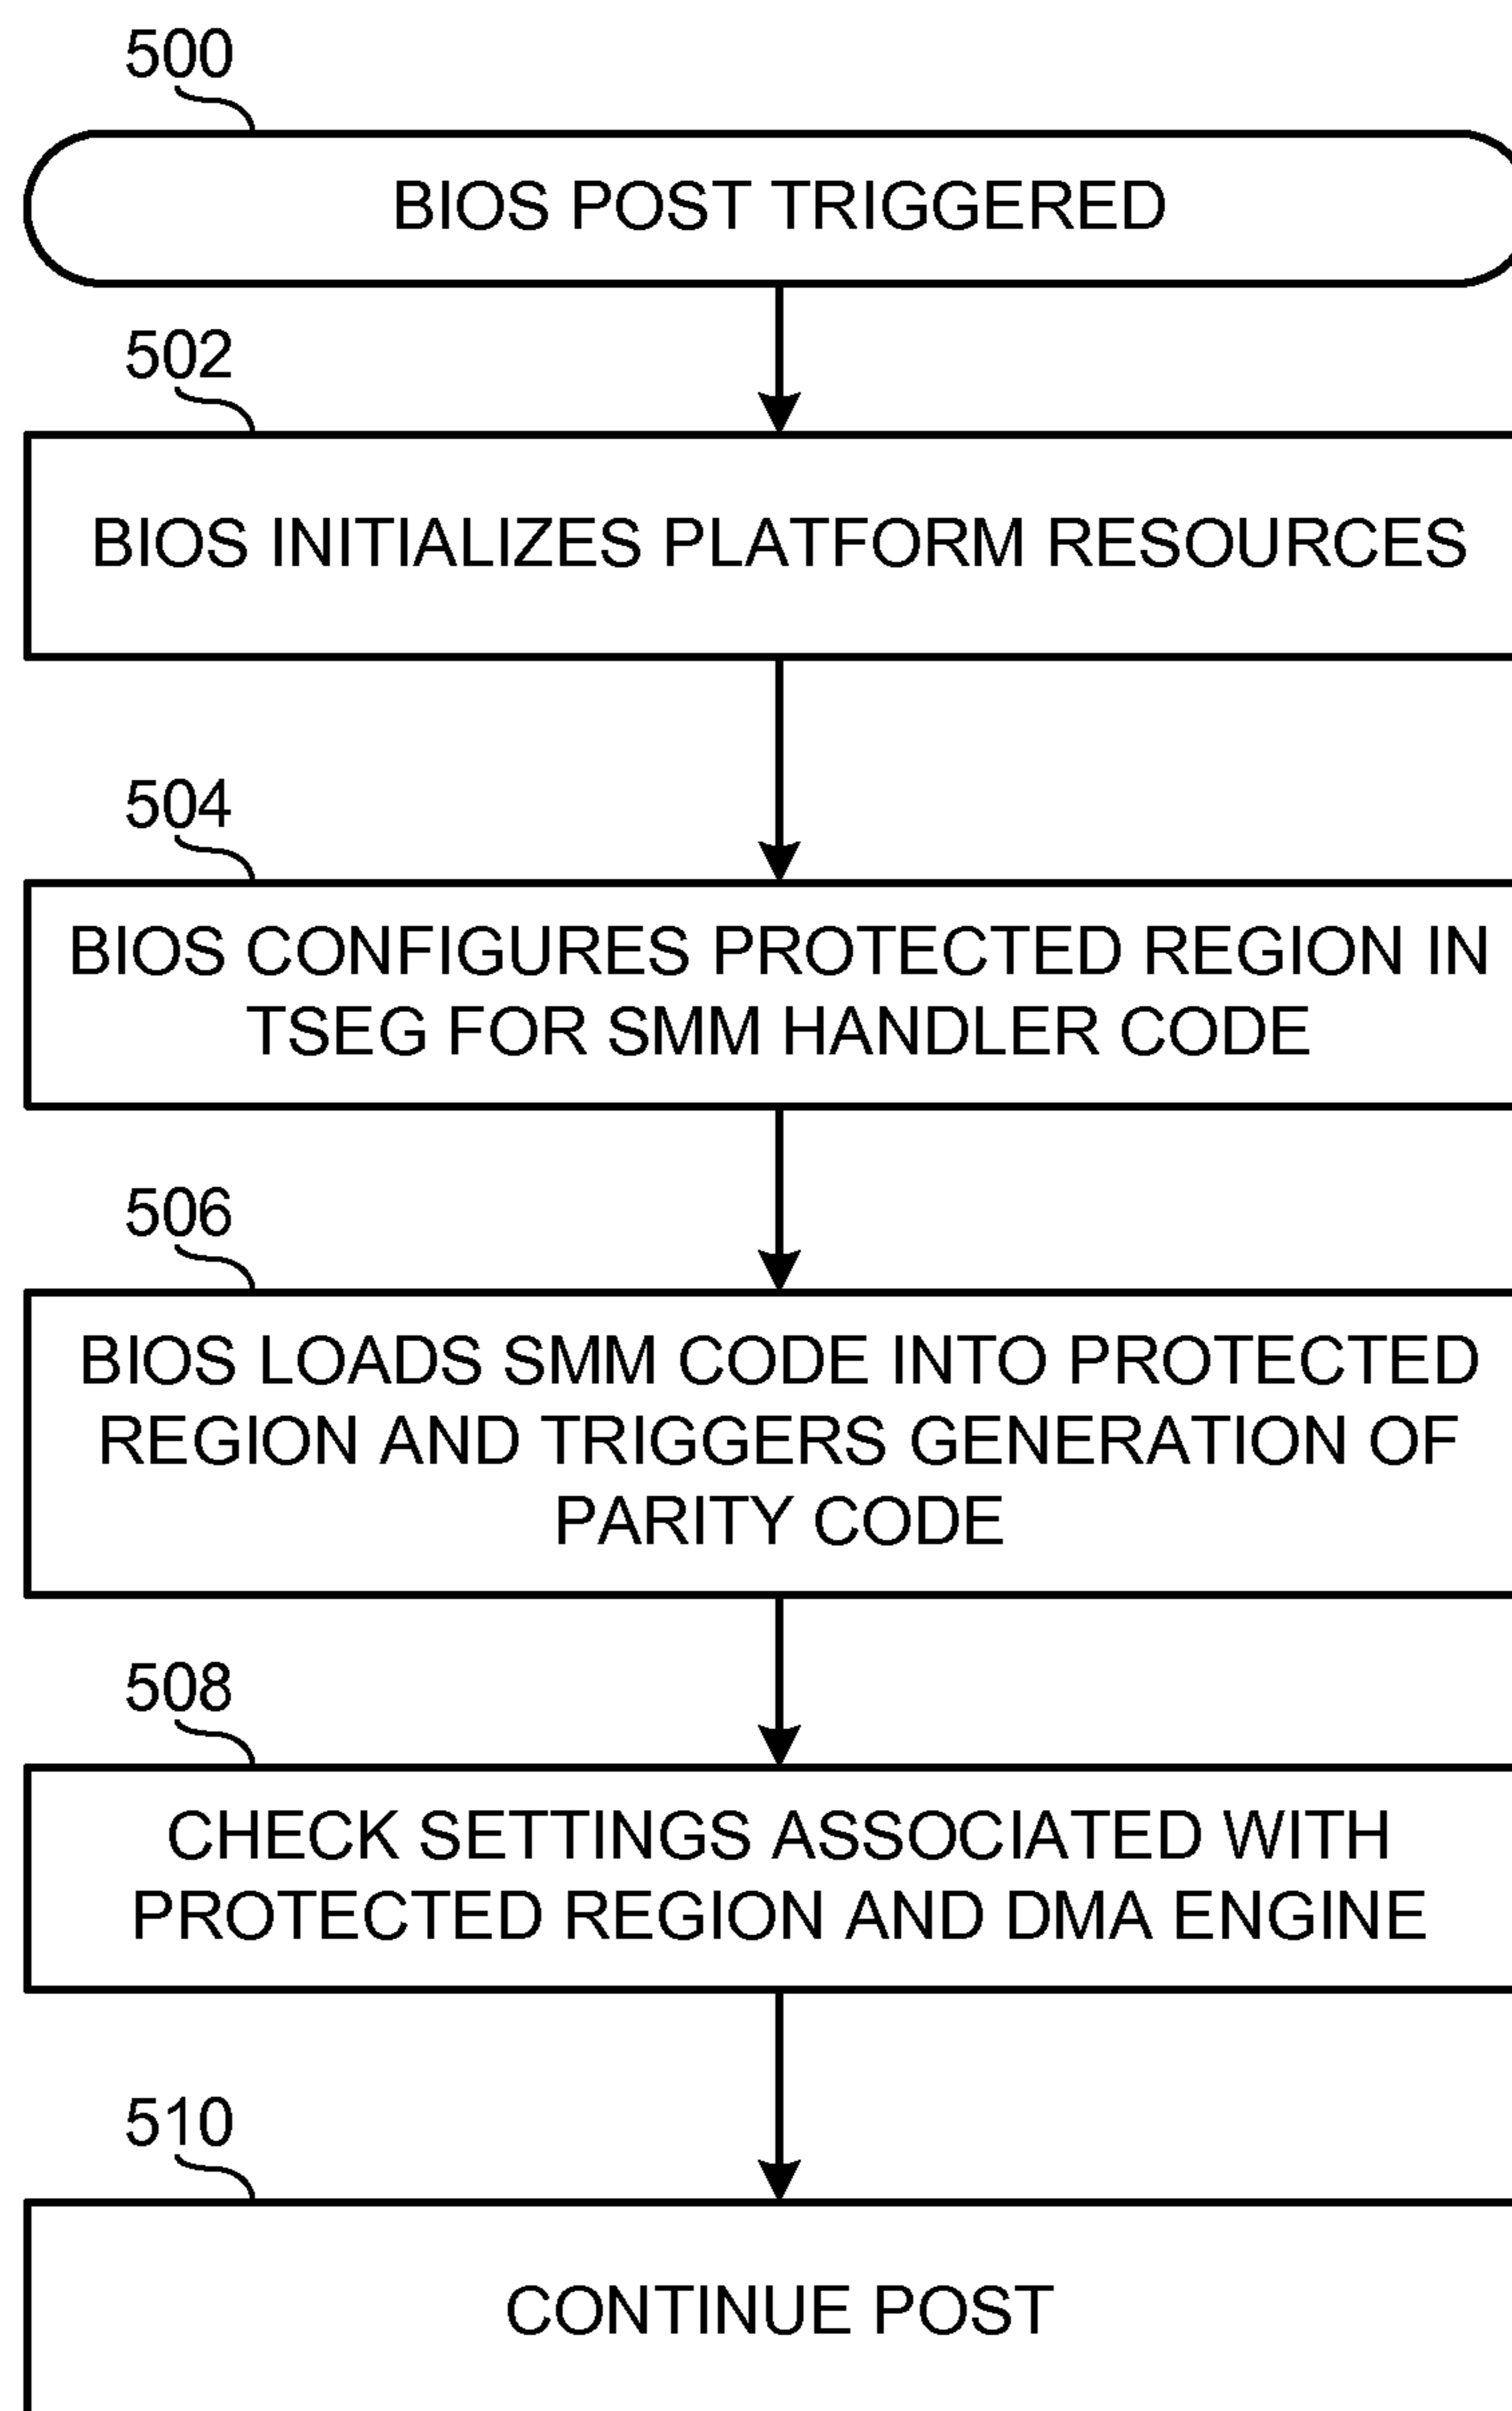 500
BIOS POST TRIGGERED
502
BIOS INITIALIZES PLATFORM RESOURCES
504
BIOS CONFIGURES PROTECTED REGION IN
TSEG FOR SMM HANDLER CODE
506
BIOS LOADS SMM CODE INTO PROTECTED
REGION AND TRIGGERS GENERATION OF
PARITY CODE
508
CHECK SETTINGS ASSOCIATED WITH
PROTECTED REGION AND DMA ENGINE
510
CONTINUE POST